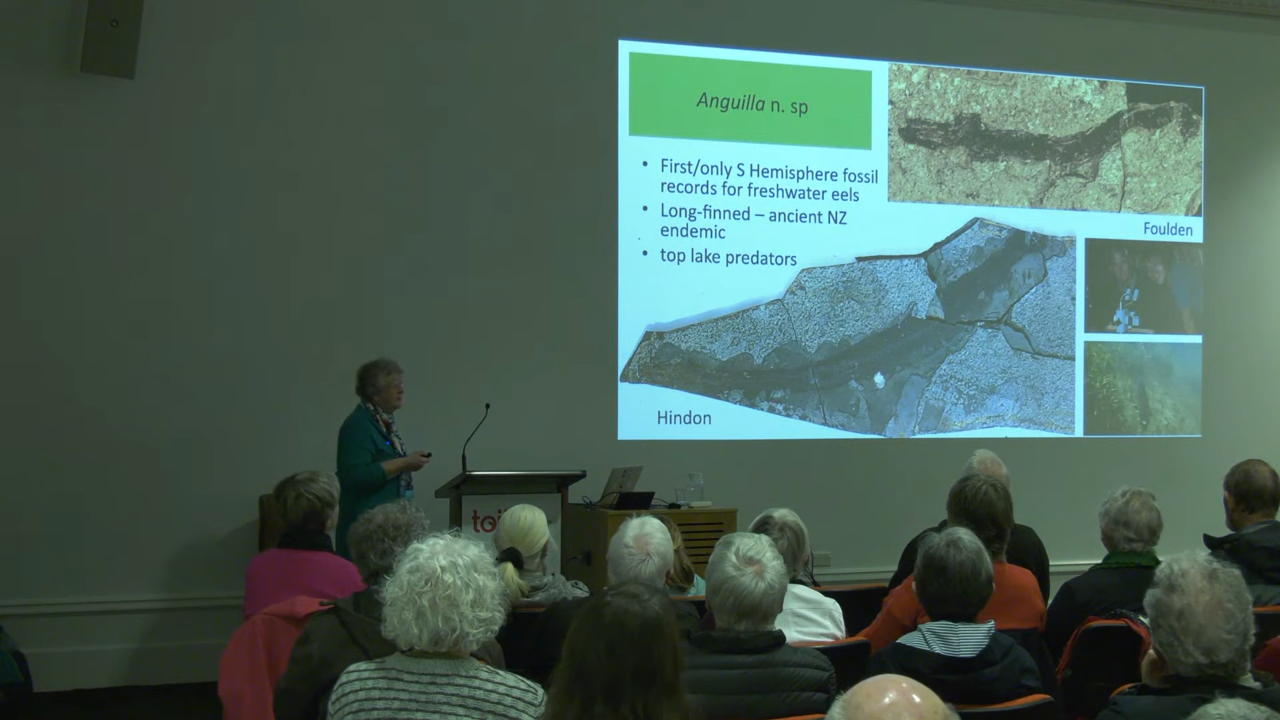 Anguilla n. sp
• First/only S Hemisphere fossil
records for freshwater eels
• Long-finned – ancient NZ
endemic
• top lake predators
Foulden
Hindon